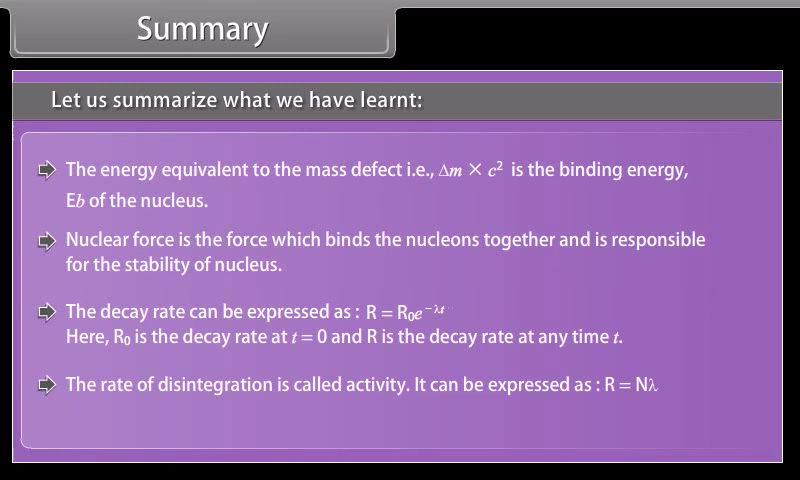 Summary
Let us summarize what we have learnt:
The energy equivalent to the mass defect i.e., Δm × c² is the binding energy,
Eb of the nucleus.
Nuclear force is the force which binds the nucleons together and is responsible
for the stability of nucleus.
The decay rate can be expressed as : R = R₀e⁻λt
Here, R₀ is the decay rate at t = 0 and R is the decay rate at any time t.
The rate of disintegration is called activity. It can be expressed as : R = Nλ